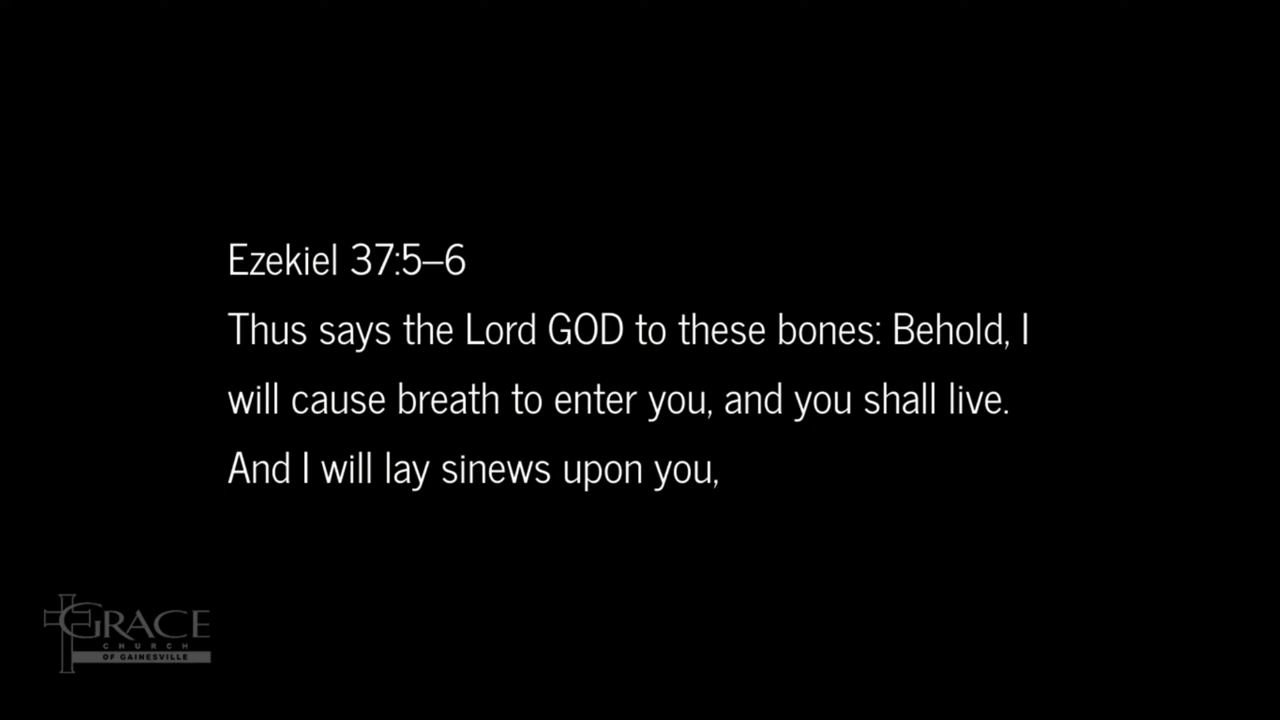 Ezekiel 37:5–6
Thus says the Lord GOD to these bones: Behold, I
will cause breath to enter you, and you shall live.
And I will lay sinews upon you,
GRACE
CHURCH
OF GAINESVILLE